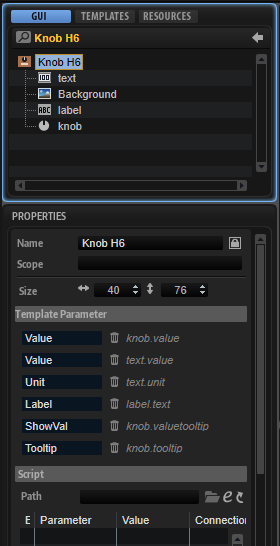 GUI TEMPLATES RESOURCES
Knob H6
Knob H6
text
Background
ABC label
knob
PROPERTIES
Name Knob H6
Scope
Size 40 76
Template Parameter
Value knob.value
Value text.value
Unit text.unit
Label label.text
ShowVal knob.valuetooltip
Tooltip knob.tooltip
Script
Path e
E Parameter Value Connection